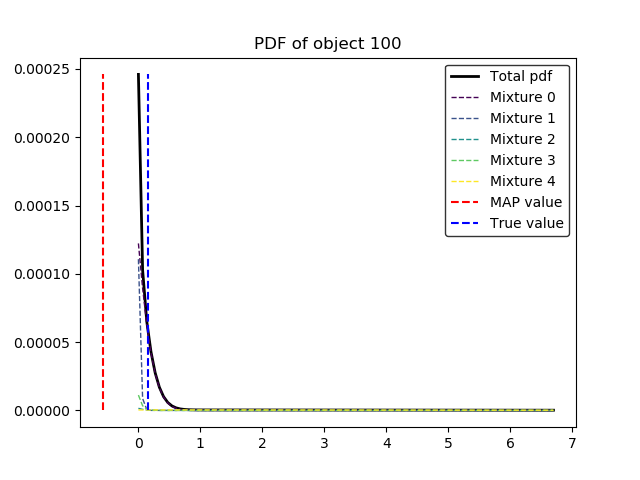 PDF of object 100
0.00025
0.00020
0.00015
0.00010
0.00005
0.00000
0 1 2 3 4 5 6 7
Total pdf
Mixture 0
Mixture 1
Mixture 2
Mixture 3
Mixture 4
MAP value
True value